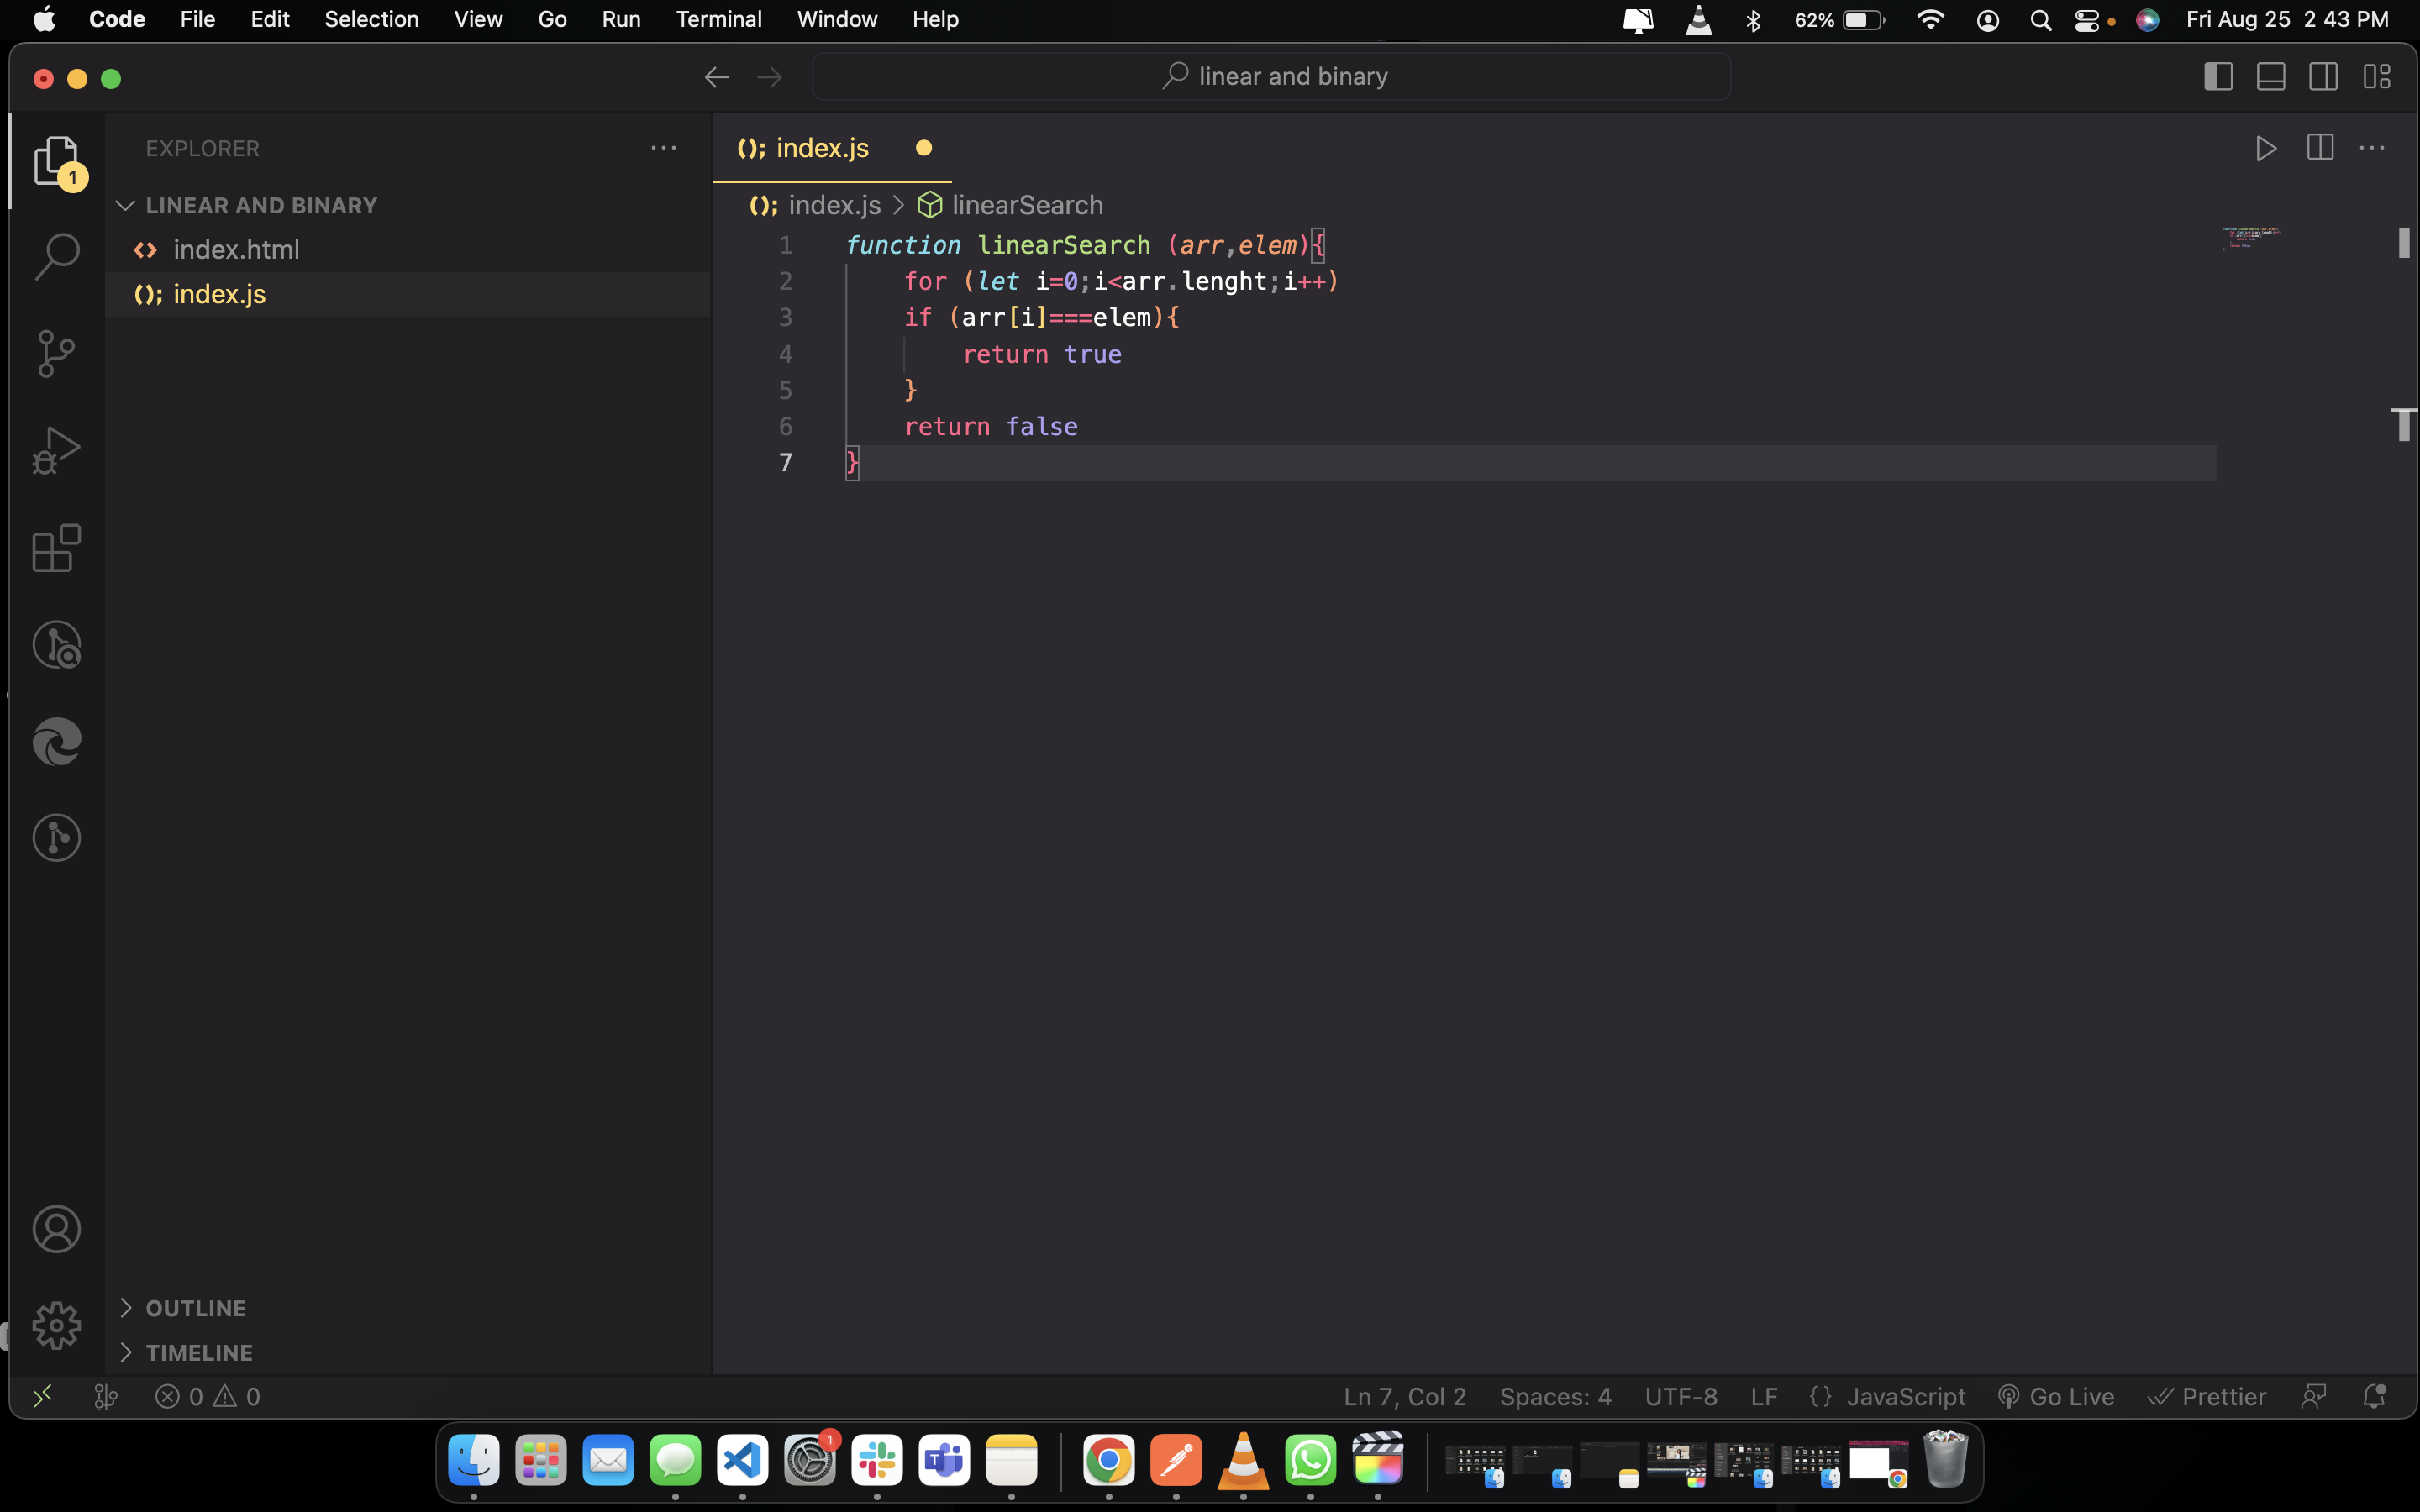 Code File Edit Selection View Go Run Terminal Window Help 62% Fri Aug 25 2 43 PM
linear and binary
EXPLORER
index.js
1
LINEAR AND BINARY
index.js linearSearch
index.html
index.js
1 function linearSearch (arr,elem){
2 for (let i=0;i<arr.lenght;i++)
3 if (arr[i]===elem){
4 return true
5 }
6 return false
7 }
OUTLINE
TIMELINE
0 0 Ln 7, Col 2 Spaces: 4 UTF-8 LF {} JavaScript Go Live Prettier
1